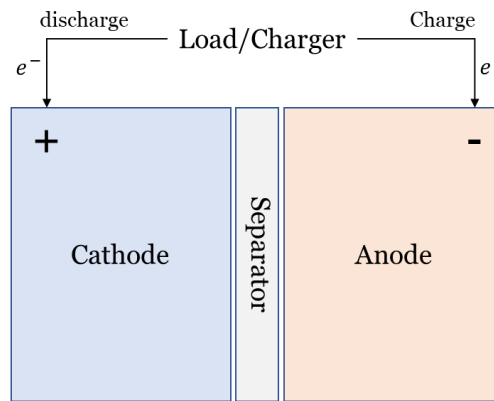 discharge
Charge
Load/Charger
e⁻
e
+
-
Cathode
Separator
Anode